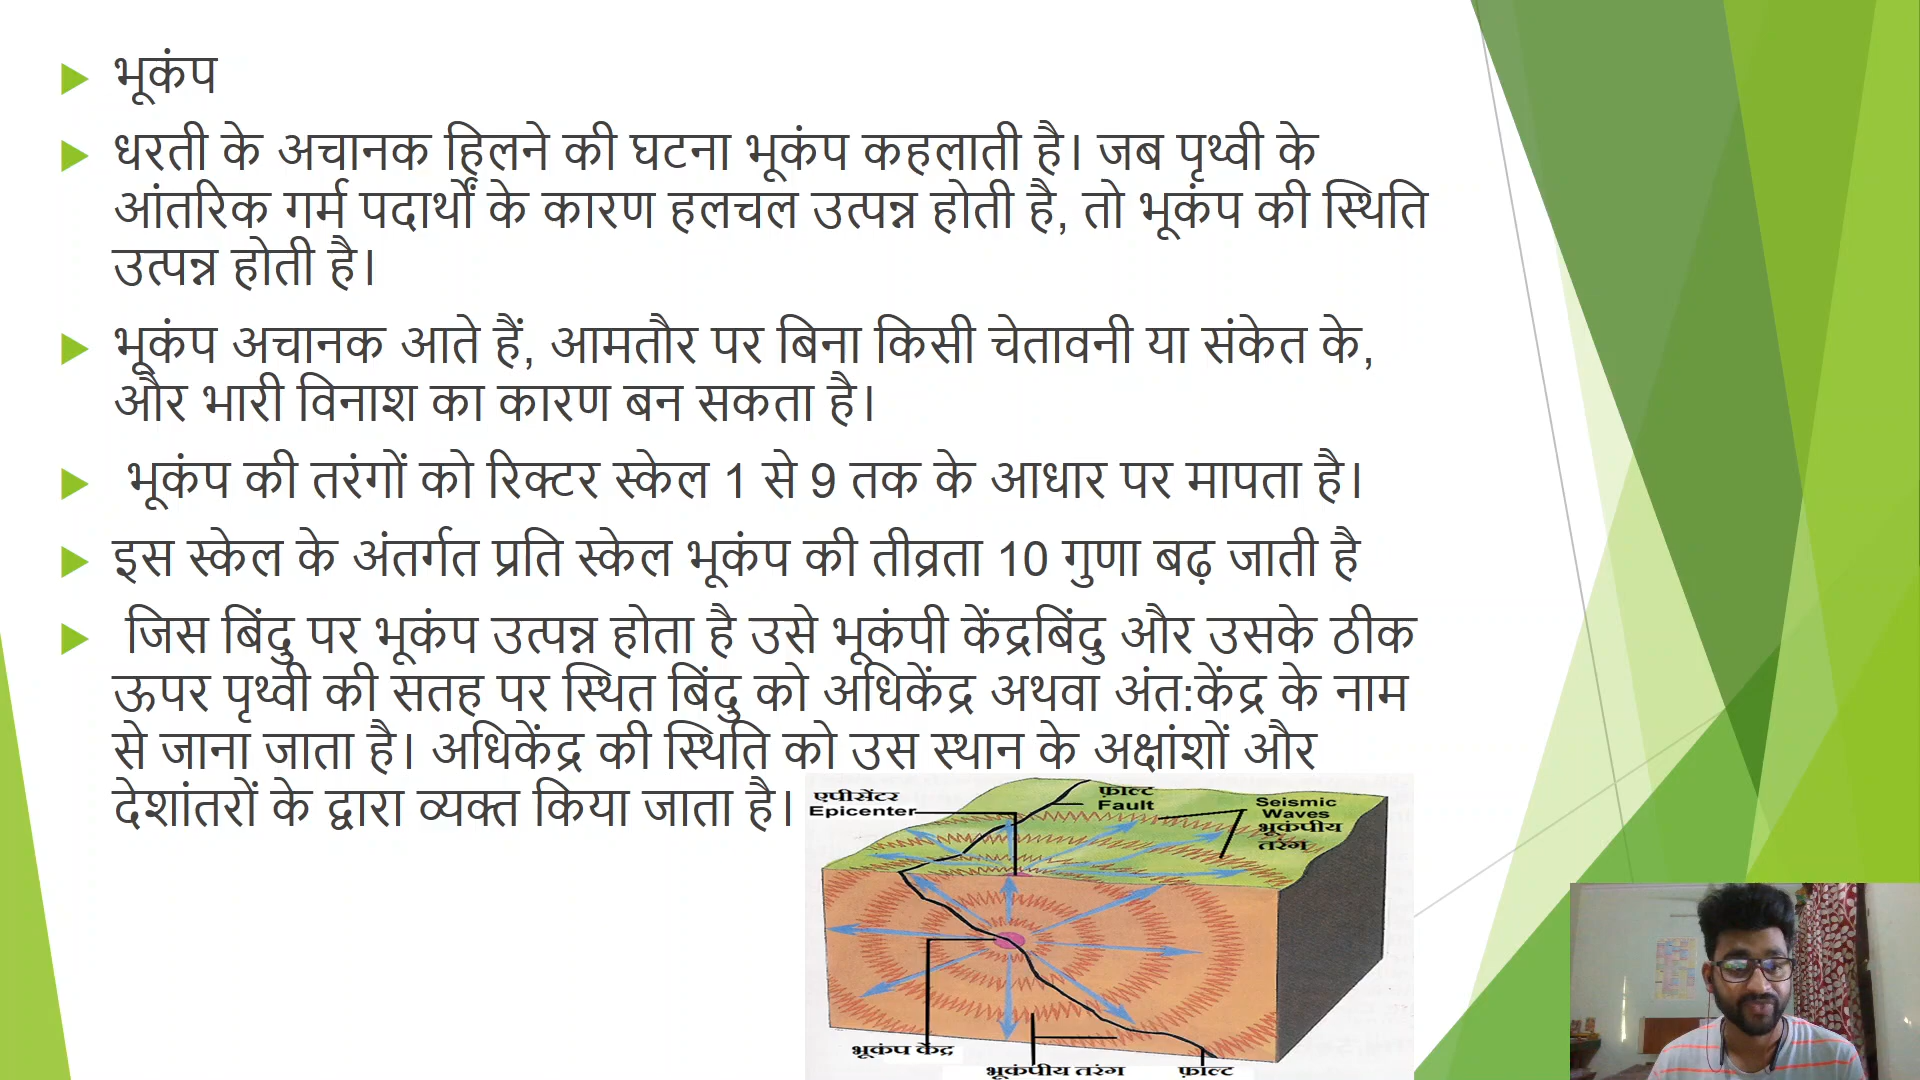 भूकंप
धरती के अचानक हिलने की घटना भूकंप कहलाती है। जब पृथ्वी के
आंतरिक गर्म पदार्थों के कारण हलचल उत्पन्न होती है, तो भूकंप की स्थिति
उत्पन्न होती है।
भूकंप अचानक आते हैं, आमतौर पर बिना किसी चेतावनी या संकेत के,
और भारी विनाश का कारण बन सकता है।
भूकंप की तरंगों को रिक्टर स्केल 1 से 9 तक के आधार पर मापता है।
इस स्केल के अंतर्गत प्रति स्केल भूकंप की तीव्रता 10 गुणा बढ़ जाती है
जिस बिंदु पर भूकंप उत्पन्न होता है उसे भूकंपी केंद्रबिंदु और उसके ठीक
ऊपर पृथ्वी की सतह पर स्थित बिंदु को अधिकेंद्र अथवा अंत:केंद्र के नाम
से जाना जाता है। अधिकेंद्र की स्थिति को उस स्थान के अक्षांशों और
देशांतरों के द्वारा व्यक्त किया जाता है।
एपीसेंटर
Epicenter
फ़ाल्ट
Fault
Seismic
Waves
भूकंपीय
तरंग
भूकंप केंद्र
भूकंपीय तरंग
फ़ाल्ट